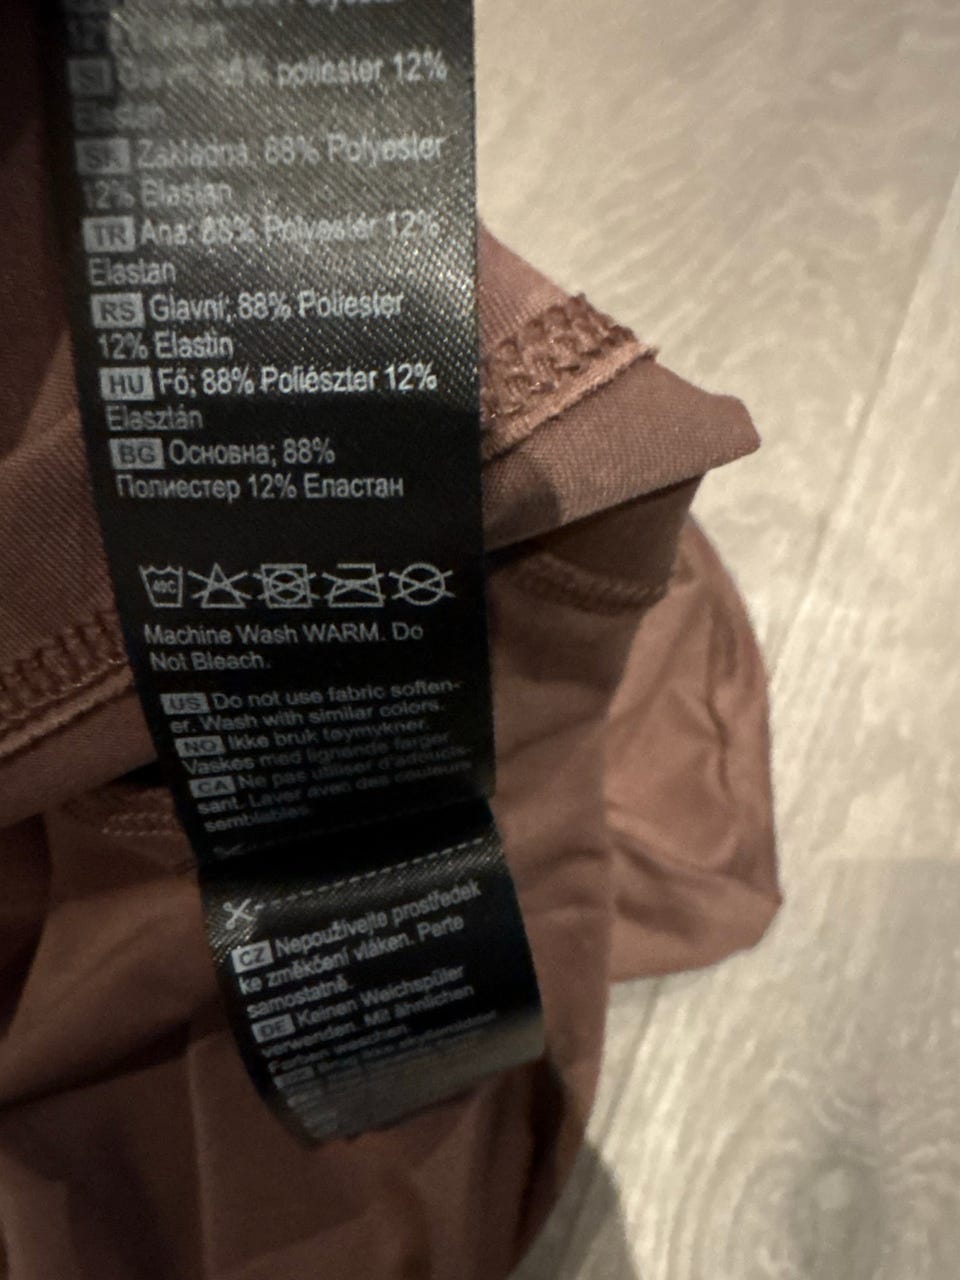 12%
poliester 12%
SK Základná: 88% Polyester
12% Elastan
TR Ana: 88% Polyester 12%
Elastan
RS Glavni; 88% Poliester
12% Elastin
HU Fő; 88% Poliészter 12%
Elasztán
BG Основна; 88%
Полиестер 12% Еластан
40C
Machine Wash WARM. Do
Not Bleach.
US Do not use fabric soften-
er. Wash with similar colors.
NO Ikke bruk tøymykner.
Vaskes med lignende farger
CA Ne pas utiliser d'adoucis-
sant. Laver avec des couleurs
semblables.
CZ Nepoužívejte prostředek
ke změkčení vláken. Perte
samostatně.
DE Keinen Weichspüler
verwenden. Mit ähnlichen
Farben waschen